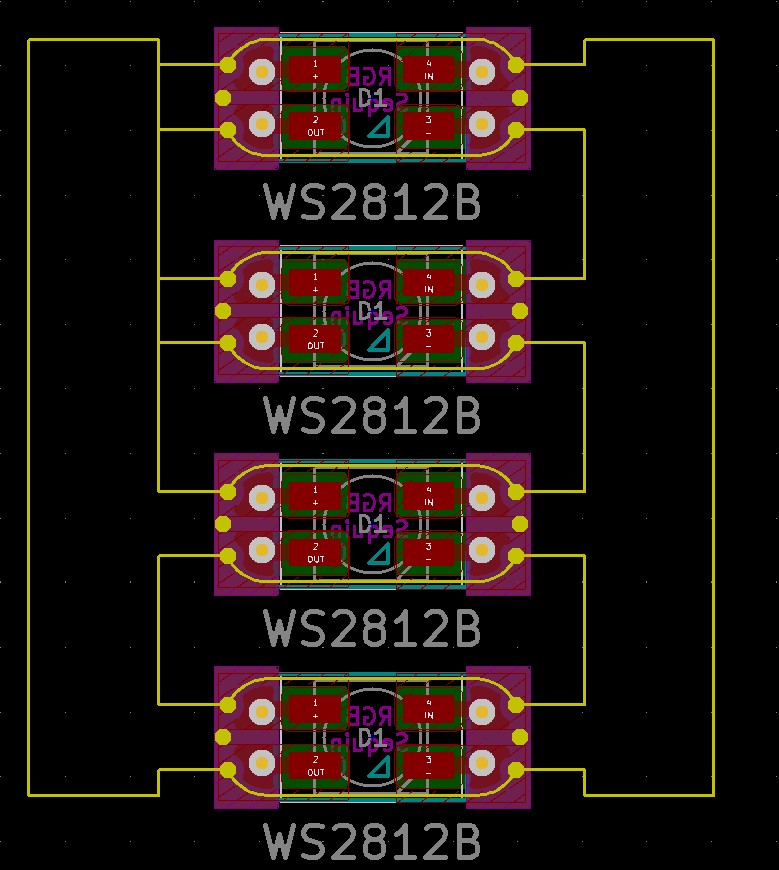 1 4
+ RGB IN
D1
Sequin
2 3
OUT −
WS2812B
1 4
+ RGB IN
D1
Sequin
2 3
OUT −
WS2812B
1 4
+ RGB IN
D1
Sequin
2 3
OUT −
WS2812B
1 4
+ RGB IN
D1
Sequin
2 3
OUT −
WS2812B